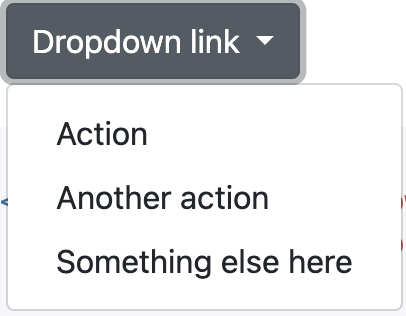 Dropdown link
Action
Another action
Something else here